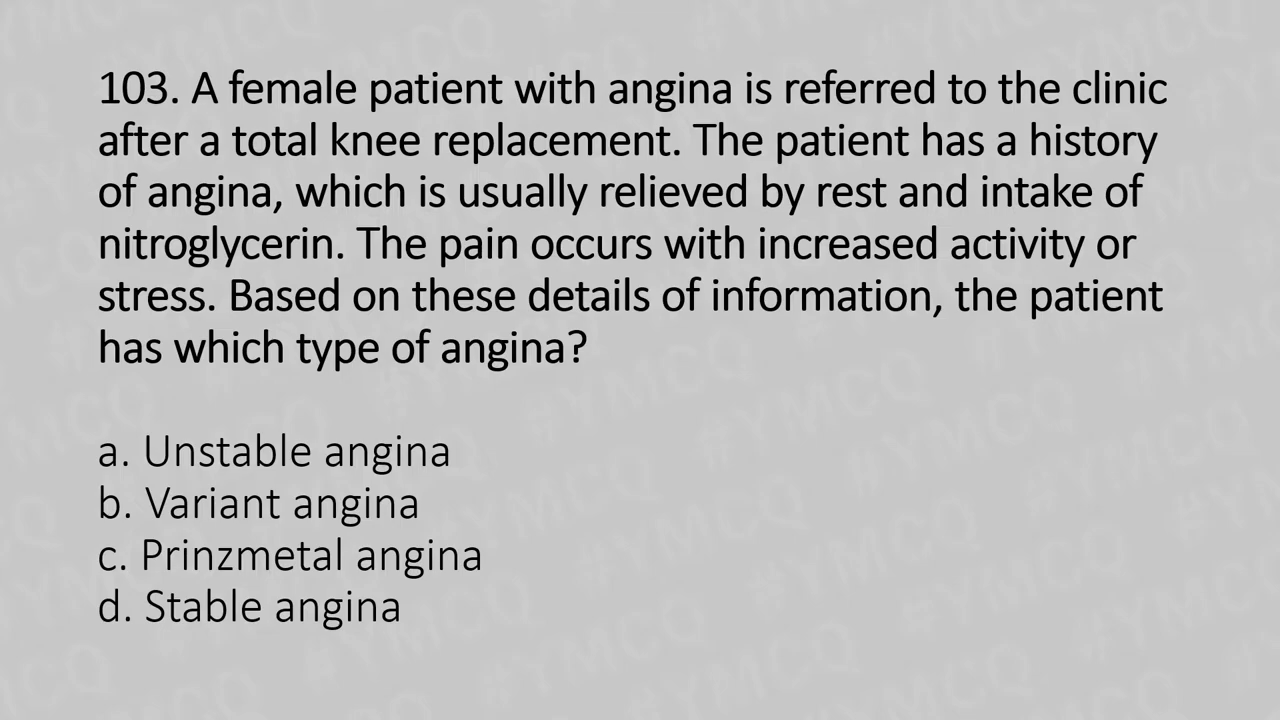 103. A female patient with angina is referred to the clinic
after a total knee replacement. The patient has a history
of angina, which is usually relieved by rest and intake of
nitroglycerin. The pain occurs with increased activity or
stress. Based on these details of information, the patient
has which type of angina?
a. Unstable angina
b. Variant angina
c. Prinzmetal angina
d. Stable angina
#YMCQ